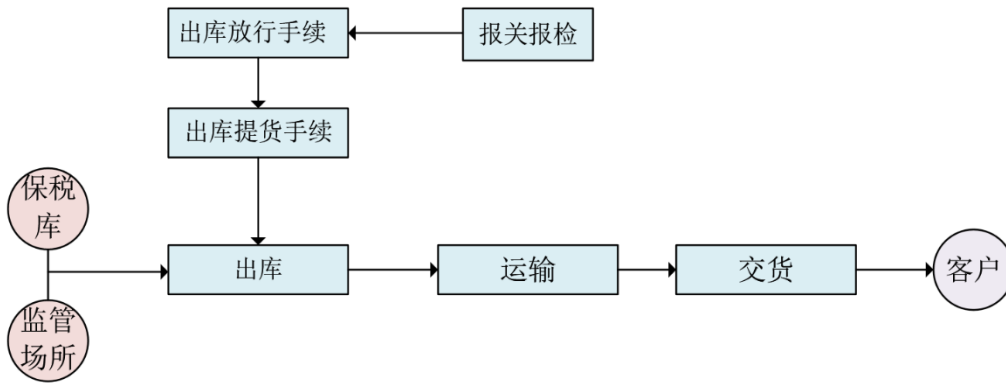 出库放行手续
报关报检
出库提货手续
保税
库
出库
运输
交货
客户
监管
场所